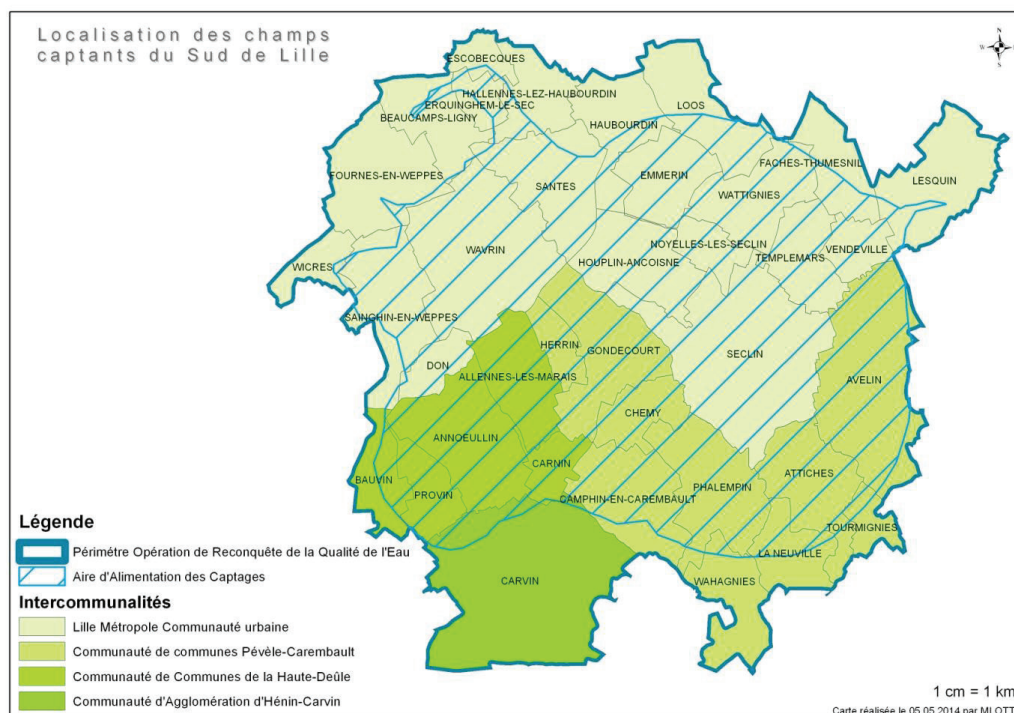 Localisation des champs
captants du Sud de Lille
N
W
ESCOBECQUES
HALLENNES-LEZ-HAUBOURDIN
ERQUINGHEM-LE-SEC
BEAUCAMPS-LIGNY
LOOS
HAUBOURDIN
FACHES-THUMESNIL
FOURNES-EN-WEPPES
EMMERIN
LESQUIN
SANTES
WATTIGNIES
NOYELLES-LES-SECLIN
WAVRIN
VENDEVILLE
TEMPLEMARS
HOUPLIN-ANCOISNE
WICRES
SAINGHIN-EN-WEPPES
HERRIN
GONDECOURT
SECLIN
DON
ALLENNES-LES-MARAIS
AVELIN
CHEMY
ANNOEULLIN
CARNIN
ATTICHES
BAUVIN
PHALEMPIN
PROVIN
CAMPHIN-EN-CAREMBAULT
TOURMIGNIES
LA NEUVILLE
CARVIN
WAHAGNIES
Légende
Périmétre Opération de Reconquête de la Qualité de l'Eau
Aire d'Alimentation des Captages
Intercommunalités
Lille Métropole Communauté urbaine
Communauté de communes Pévèle-Carembault
Communauté de Communes de la Haute-Deûle
Communauté d'Agglomération d'Hénin-Carvin
1 cm = 1 km
Carte réalisée le 05.05.2014 par MLOTT